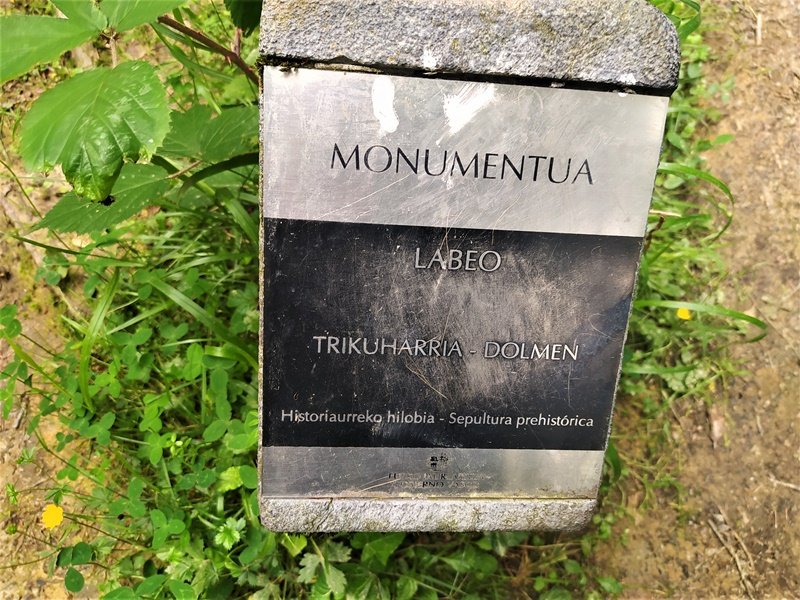 MONUMENTUA
LABEO
TRIKUHARRIA - DOLMEN
Historiaurreko hilobia - Sepultura prehistórica